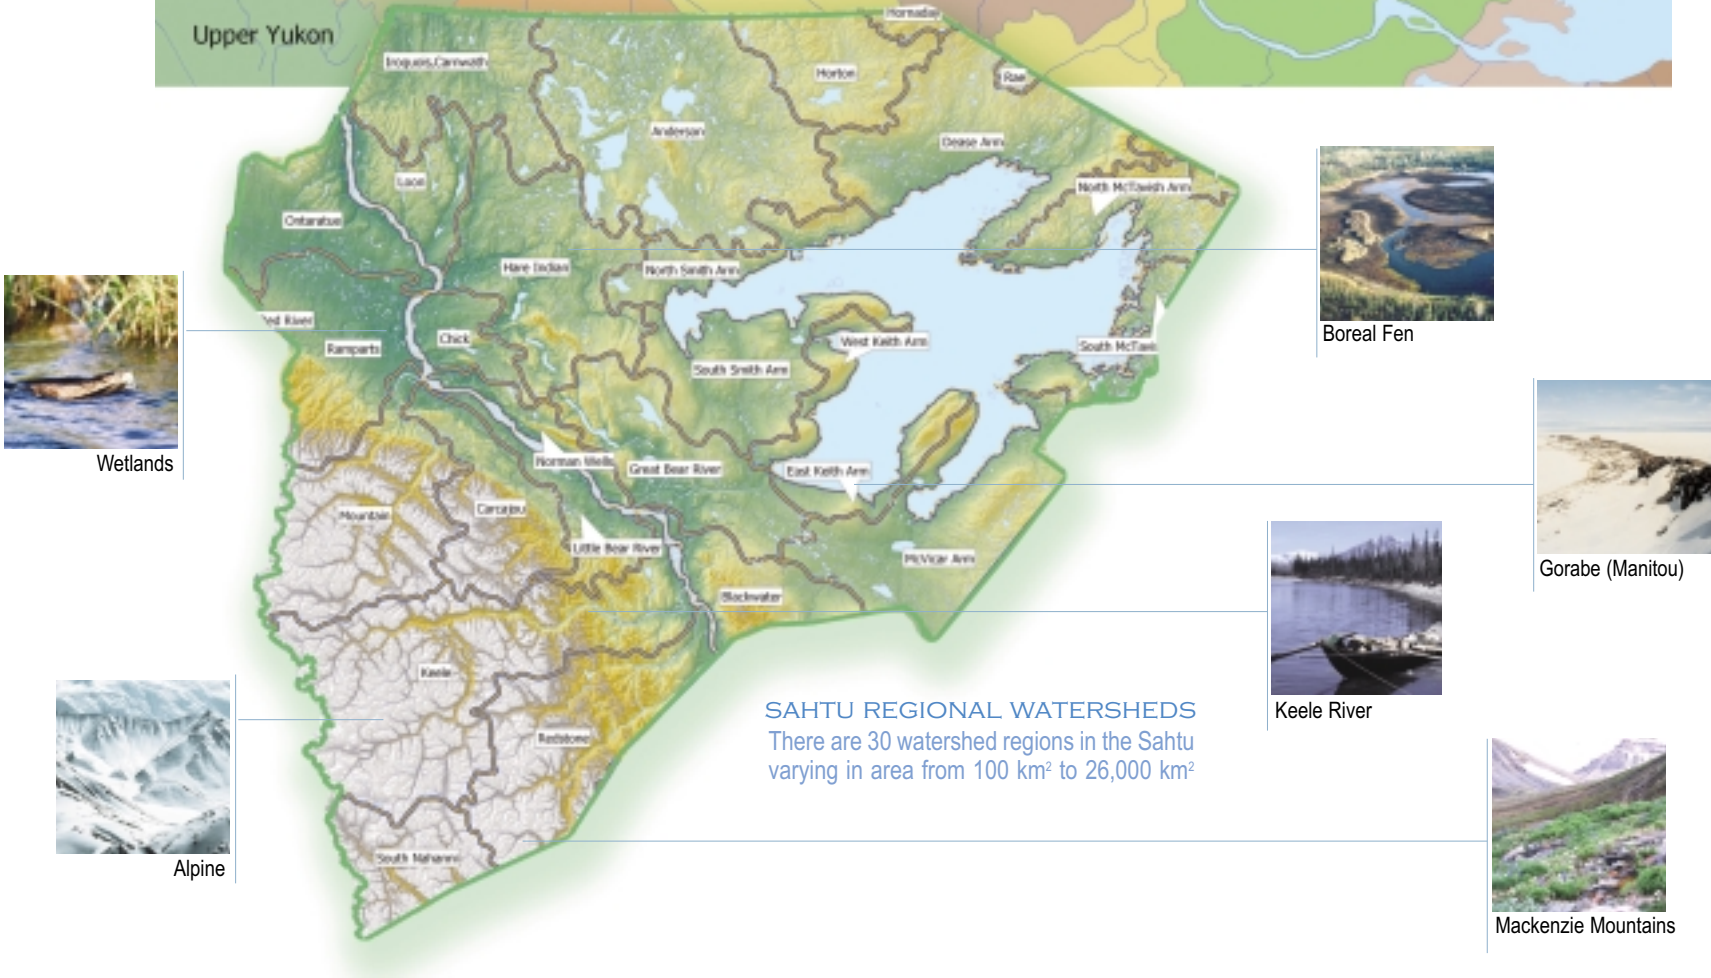 Upper Yukon
Hornaday
Iroquois,Carnwath
Horton
Rae
Anderson
Dease Arm
Loon
North McTavish Arm
Ontaratue
Hare Indian
North Smith Arm
Red River
Chick
Ramparts
West Keith Arm
South McTavi
South Smith Arm
Boreal Fen
Wetlands
Norman Wells
Great Bear River
East Keith Arm
Mountain
Carcajou
Little Bear River
McVicar Arm
Gorabe (Manitou)
Blackwater
Keele
Redstone
SAHTU REGIONAL WATERSHEDS
There are 30 watershed regions in the Sahtu
varying in area from 100 km² to 26,000 km²
Keele River
South Nahanni
Alpine
Mackenzie Mountains